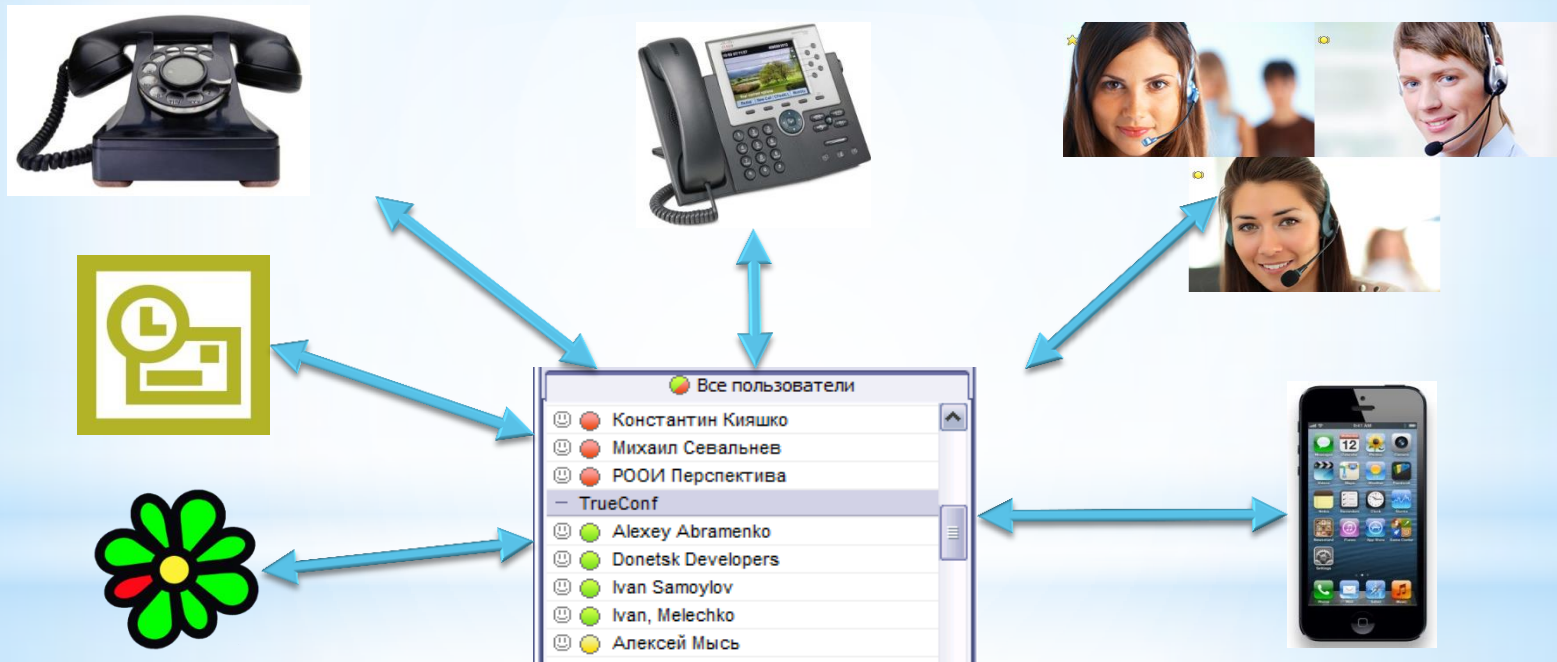 Все пользователи
Константин Кияшко
Михаил Севальнев
РООИ Перспектива
TrueConf
Alexey Abramenko
Donetsk Developers
Ivan Samoylov
Ivan, Melechko
Алексей Мысь